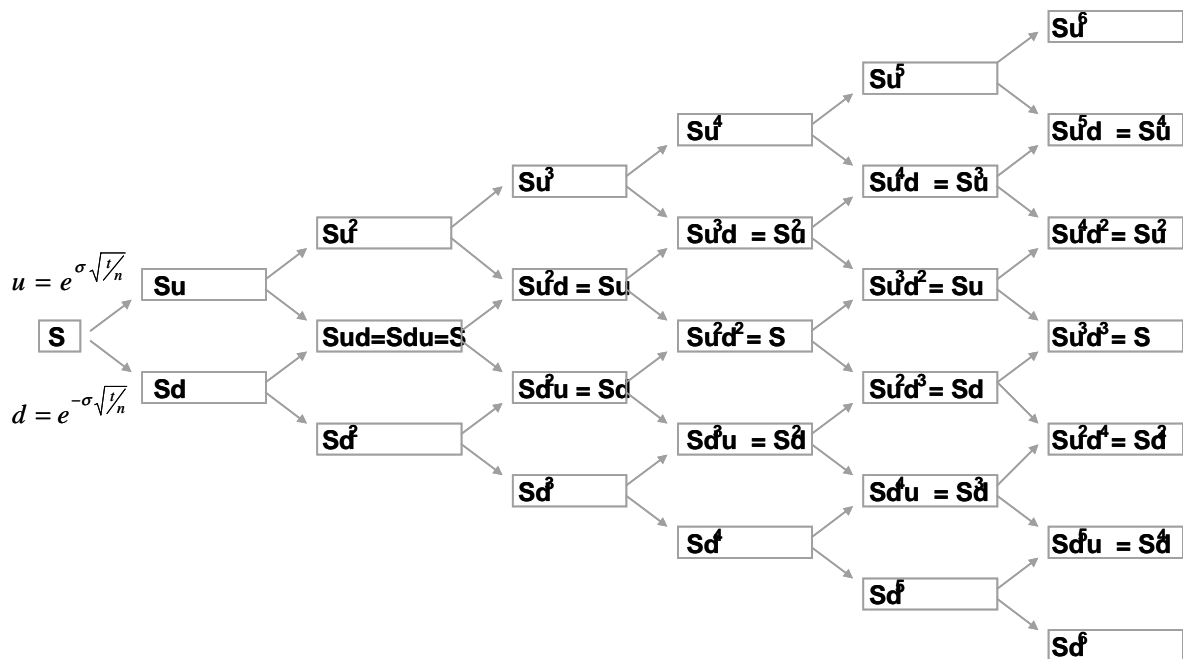 S
u = e^{σ√(t/n)}
d = e^{-σ√(t/n)}
Su
Sd
Su²
Sud=Sdu=S
Sd²
Su³
Su²d = Su
Sd²u = Sd
Sd³
Su⁴
Su³d = Su²
Su²d² = S
Sd³u = Sd²
Sd⁴
Su⁵
Su⁴d = Su³
Su³d² = Su
Su²d³ = Sd
Sd⁴u = Sd³
Sd⁵
Su⁶
Su⁵d = Su⁴
Su⁴d² = Su²
Su³d³ = S
Su²d⁴ = Sd²
Sd⁵u = Sd⁴
Sd⁶